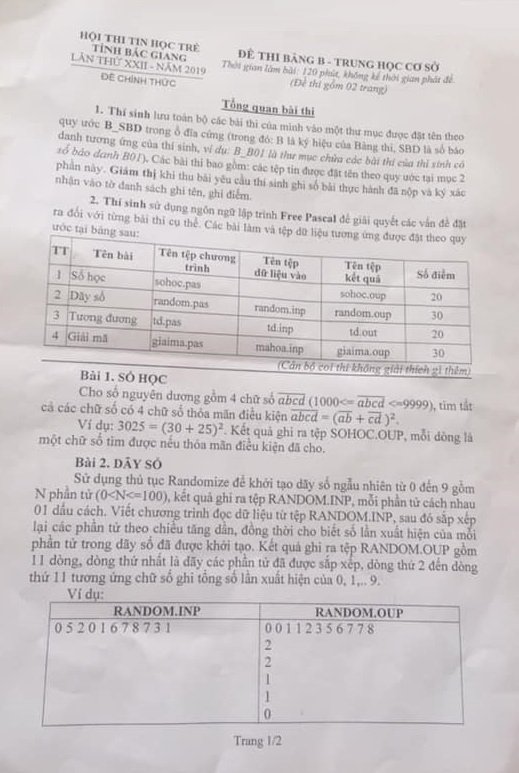 HỘI THI TIN HỌC TRẺ
TỈNH BẮC GIANG
LẦN THỨ XXII - NĂM 2019
ĐỀ CHÍNH THỨC
ĐỀ THI BẢNG B - TRUNG HỌC CƠ SỞ
Thời gian làm bài: 120 phút, không kể thời gian phát đề
(Đề thi gồm 02 trang)
Tổng quan bài thi
1. Thí sinh lưu toàn bộ các bài thi của mình vào một thư mục được đặt tên theo
quy ước B_SBD trong ổ đĩa cứng (trong đó: B là ký hiệu của Bảng thi, SBD là số báo
danh tương ứng của thí sinh, ví dụ: B_B01 là thư mục chứa các bài thi của thí sinh có
số báo danh B01). Các bài thi bao gồm: các tệp tin được đặt tên theo quy ước tại mục 2
phần này. Giám thị khi thu bài yêu cầu thí sinh ghi số bài thực hành đã nộp và ký xác
nhận vào tờ danh sách ghi tên, ghi điểm.
2. Thí sinh sử dụng ngôn ngữ lập trình Free Pascal để giải quyết các vấn đề đặt
ra đối với từng bài thi cụ thể. Các bài làm và tệp dữ liệu tương ứng được đặt theo quy
ước tại bảng sau:
TT Tên bài Tên tệp chương trình Tên tệp dữ liệu vào Tên tệp kết quả Số điểm
1 Số học sohoc.pas sohoc.oup 20
2 Dãy số random.pas random.inp random.oup 30
3 Tương đương td.pas td.inp td.out 20
4 Giải mã giaima.pas mahoa.inp giaima.oup 30
(Cán bộ coi thi không giải thích gì thêm)
Bài 1. SỐ HỌC
Cho số nguyên dương gồm 4 chữ số abcd (1000<= abcd <=9999), tìm tất
cả các chữ số có 4 chữ số thỏa mãn điều kiện abcd = (ab + cd )².
Ví dụ: 3025 = (30 + 25)². Kết quả ghi ra tệp SOHOC.OUP, mỗi dòng là
một chữ số tìm được nếu thỏa mãn điều kiện đã cho.
Bài 2. DÃY SỐ
Sử dụng thủ tục Randomize để khởi tạo dãy số ngẫu nhiên từ 0 đến 9 gồm
N phần tử (0<N<=100), kết quả ghi ra tệp RANDOM.INP, mỗi phần tử cách nhau
01 dấu cách. Viết chương trình đọc dữ liệu từ tệp RANDOM.INP, sau đó sắp xếp
lại các phần tử theo chiều tăng dần, đồng thời cho biết số lần xuất hiện của mỗi
phần tử trong dãy số đã được khởi tạo. Kết quả ghi ra tệp RANDOM.OUP gồm
11 dòng, dòng thứ nhất là dãy các phần tử đã được sắp xếp, dòng thứ 2 đến dòng
thứ 11 tương ứng chữ số ghi tổng số lần xuất hiện của 0, 1,.. 9.
Ví dụ:
RANDOM.INP RANDOM.OUP
0 5 2 0 1 6 7 8 7 3 1 0 0 1 1 2 3 5 6 7 7 8
2
2
1
1
0
Trang 1/2